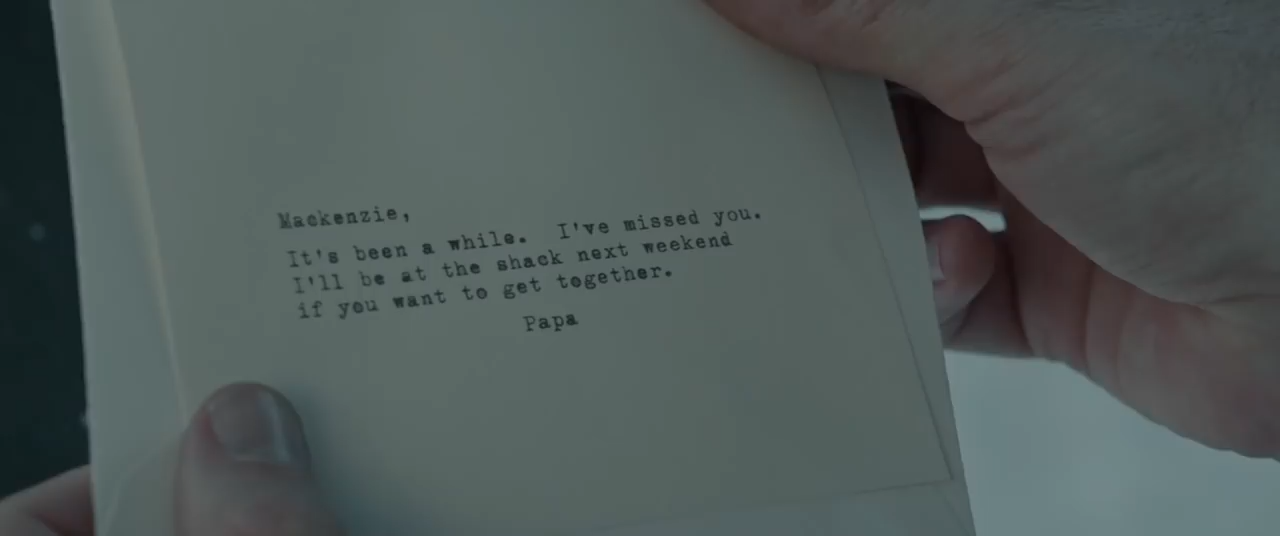 Mackenzie,
It's been a while. I've missed you.
I'll be at the shack next weekend
if you want to get together.
Papa